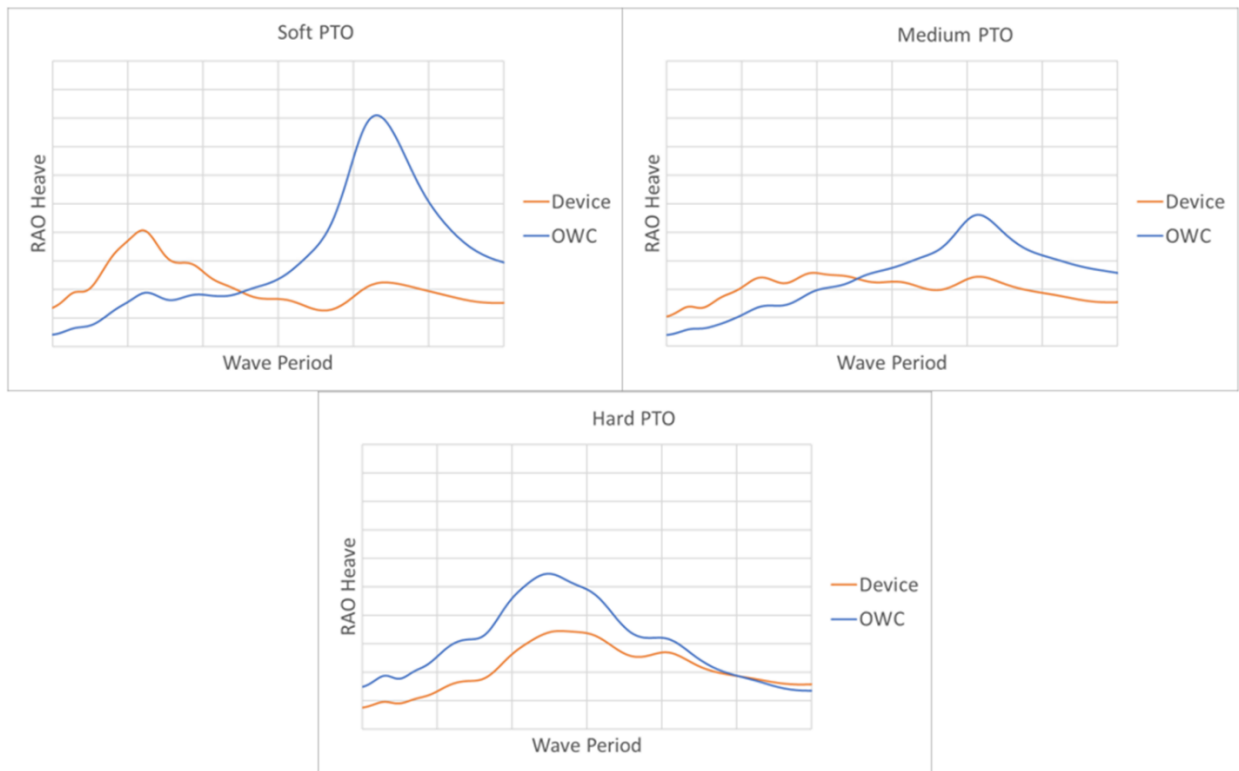 Soft PTO
RAO Heave
Device
OWC
Wave Period
Medium PTO
RAO Heave
Device
OWC
Wave Period
Hard PTO
RAO Heave
Device
OWC
Wave Period